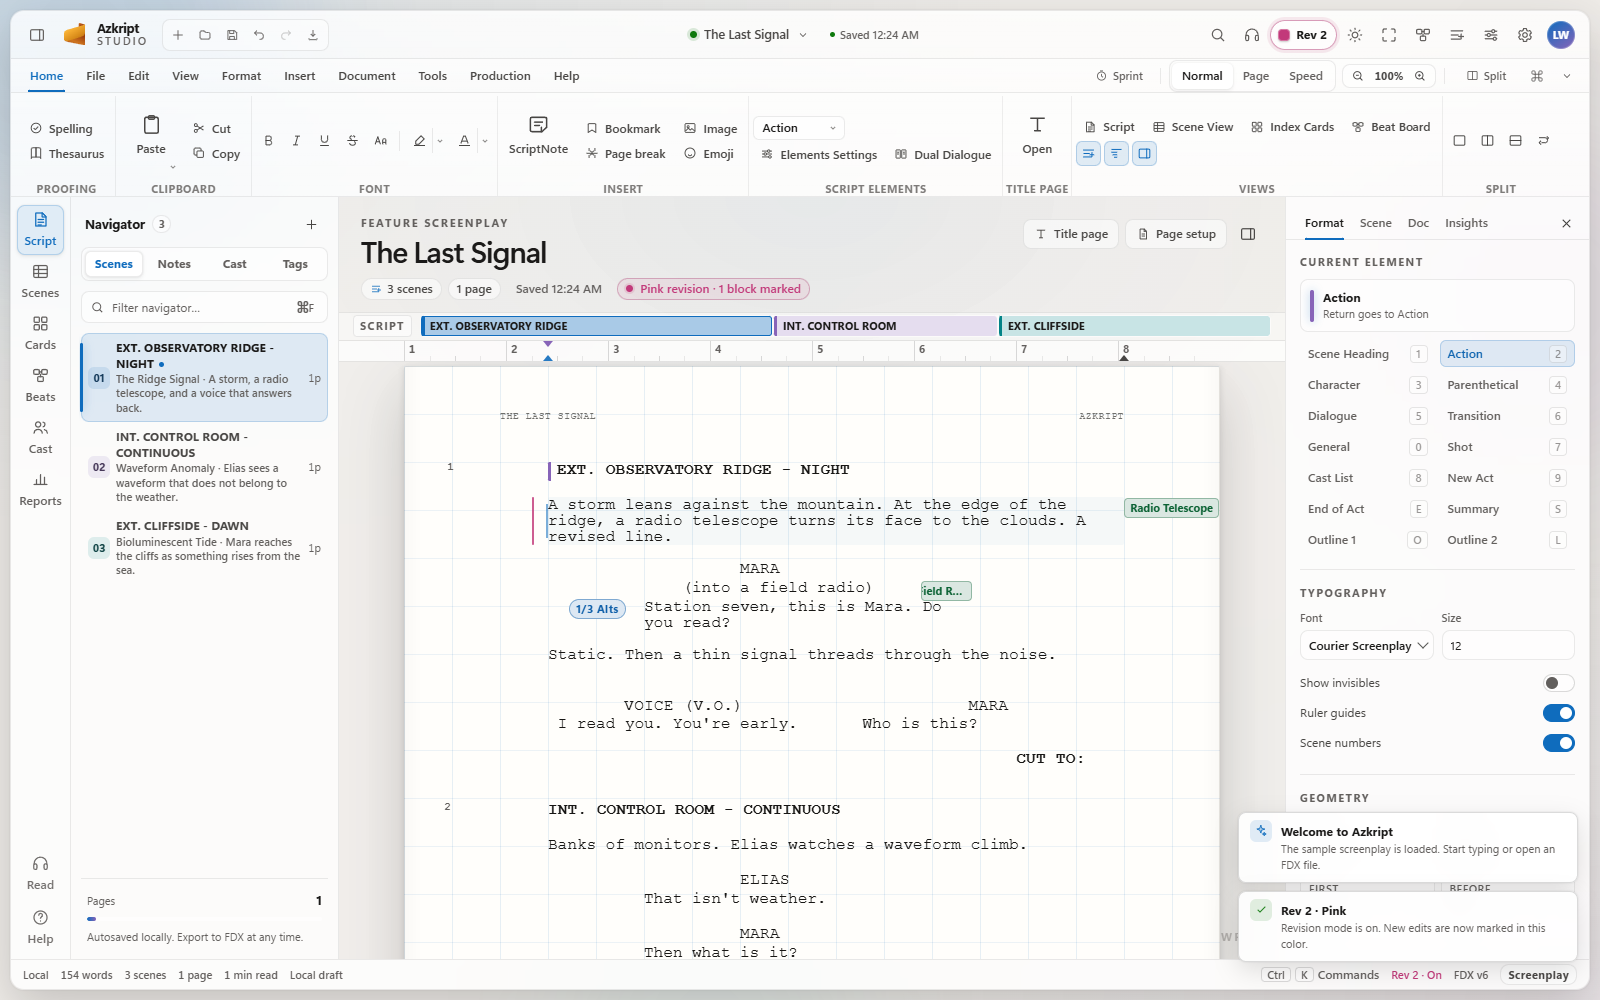 Azkript
STUDIO
The Last Signal
Saved 12:24 AM
Rev 2
LW
Home File Edit View Format Insert Document Tools Production Help
Sprint Normal Page Speed 100% Split
Spelling
Thesaurus
PROOFING
Paste
Cut
Copy
CLIPBOARD
B I U S Aa A
FONT
ScriptNote
Bookmark
Page break
Image
Emoji
INSERT
Action
Elements Settings Dual Dialogue
SCRIPT ELEMENTS
Open
TITLE PAGE
Script Scene View Index Cards Beat Board
VIEWS
SPLIT
Script
Scenes
Cards
Beats
Cast
Reports
Read
Help
Navigator 3
Scenes Notes Cast Tags
Filter navigator... ⌘F
01
EXT. OBSERVATORY RIDGE -
NIGHT
The Ridge Signal · A storm, a radio
telescope, and a voice that answers
back.
1p
02
INT. CONTROL ROOM -
CONTINUOUS
Waveform Anomaly · Elias sees a
waveform that does not belong to
the weather.
1p
03
EXT. CLIFFSIDE - DAWN
Bioluminescent Tide · Mara reaches
the cliffs as something rises from the
sea.
1p
Pages 1
Autosaved locally. Export to FDX at any time.
FEATURE SCREENPLAY
The Last Signal
Title page Page setup
3 scenes 1 page Saved 12:24 AM Pink revision · 1 block marked
SCRIPT EXT. OBSERVATORY RIDGE INT. CONTROL ROOM EXT. CLIFFSIDE
1 2 3 4 5 6 7 8
THE LAST SIGNAL AZKRIPT
1 EXT. OBSERVATORY RIDGE - NIGHT
A storm leans against the mountain. At the edge of the
ridge, a radio telescope turns its face to the clouds. A
revised line.
Radio Telescope
MARA
(into a field radio)
ield R...
1/3 Alts
Station seven, this is Mara. Do
you read?
Static. Then a thin signal threads through the noise.
VOICE (V.O.) MARA
I read you. You're early. Who is this?
CUT TO:
2 INT. CONTROL ROOM - CONTINUOUS
Banks of monitors. Elias watches a waveform climb.
ELIAS
That isn't weather.
MARA
Then what is it?
Format Scene Doc Insights
CURRENT ELEMENT
Action
Return goes to Action
Scene Heading 1 Action 2
Character 3 Parenthetical 4
Dialogue 5 Transition 6
General 0 Shot 7
Cast List 8 New Act 9
End of Act E Summary S
Outline 1 O Outline 2 L
TYPOGRAPHY
Font Size
Courier Screenplay 12
Show invisibles
Ruler guides
Scene numbers
GEOMETRY
Welcome to Azkript
The sample screenplay is loaded. Start typing or open an
FDX file.
FIRST BEFORE
Rev 2 · Pink
Revision mode is on. New edits are now marked in this
color.
Local 154 words 3 scenes 1 page 1 min read Local draft
Ctrl K Commands Rev 2 · On FDX v6 Screenplay